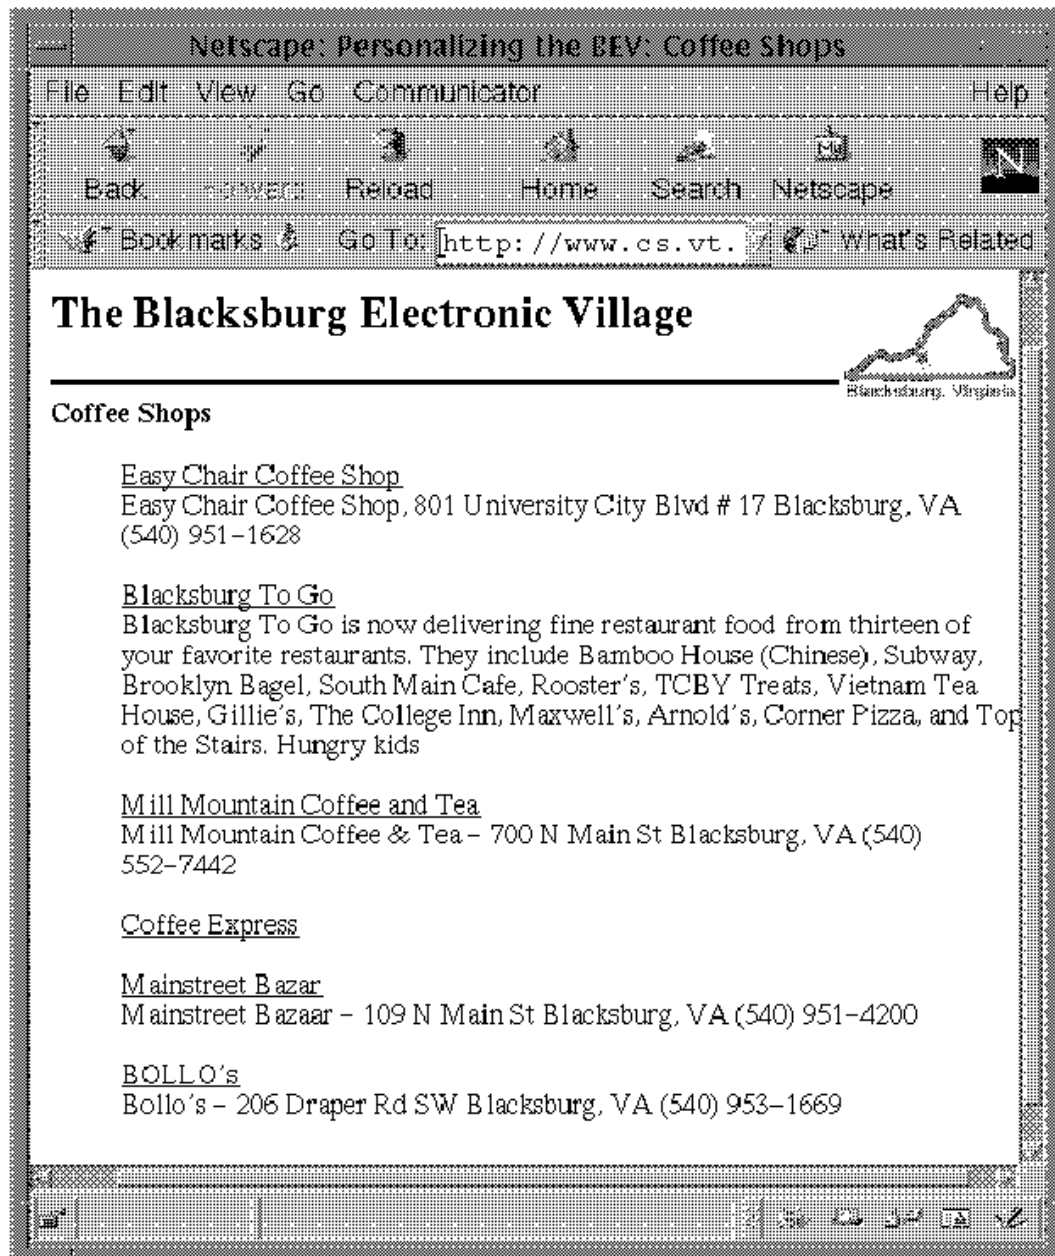 Netscape: Personalizing the BEV: Coffee Shops
File Edit View Go Communicator Help
Back Forward Reload Home Search Netscape
Bookmarks Go To: http://www.cs.vt. What's Related
The Blacksburg Electronic Village
Blacksburg, Virginia
Coffee Shops
Easy Chair Coffee Shop
Easy Chair Coffee Shop, 801 University City Blvd # 17 Blacksburg, VA
(540) 951-1628
Blacksburg To Go
Blacksburg To Go is now delivering fine restaurant food from thirteen of
your favorite restaurants. They include Bamboo House (Chinese), Subway,
Brooklyn Bagel, South Main Cafe, Rooster's, TCBY Treats, Vietnam Tea
House, Gillie's, The College Inn, Maxwell's, Arnold's, Corner Pizza, and Top
of the Stairs. Hungry kids
Mill Mountain Coffee and Tea
Mill Mountain Coffee & Tea - 700 N Main St Blacksburg, VA (540)
552-7442
Coffee Express
Mainstreet Bazar
Mainstreet Bazaar - 109 N Main St Blacksburg, VA (540) 951-4200
BOLLO's
Bollo's - 206 Draper Rd SW Blacksburg, VA (540) 953-1669